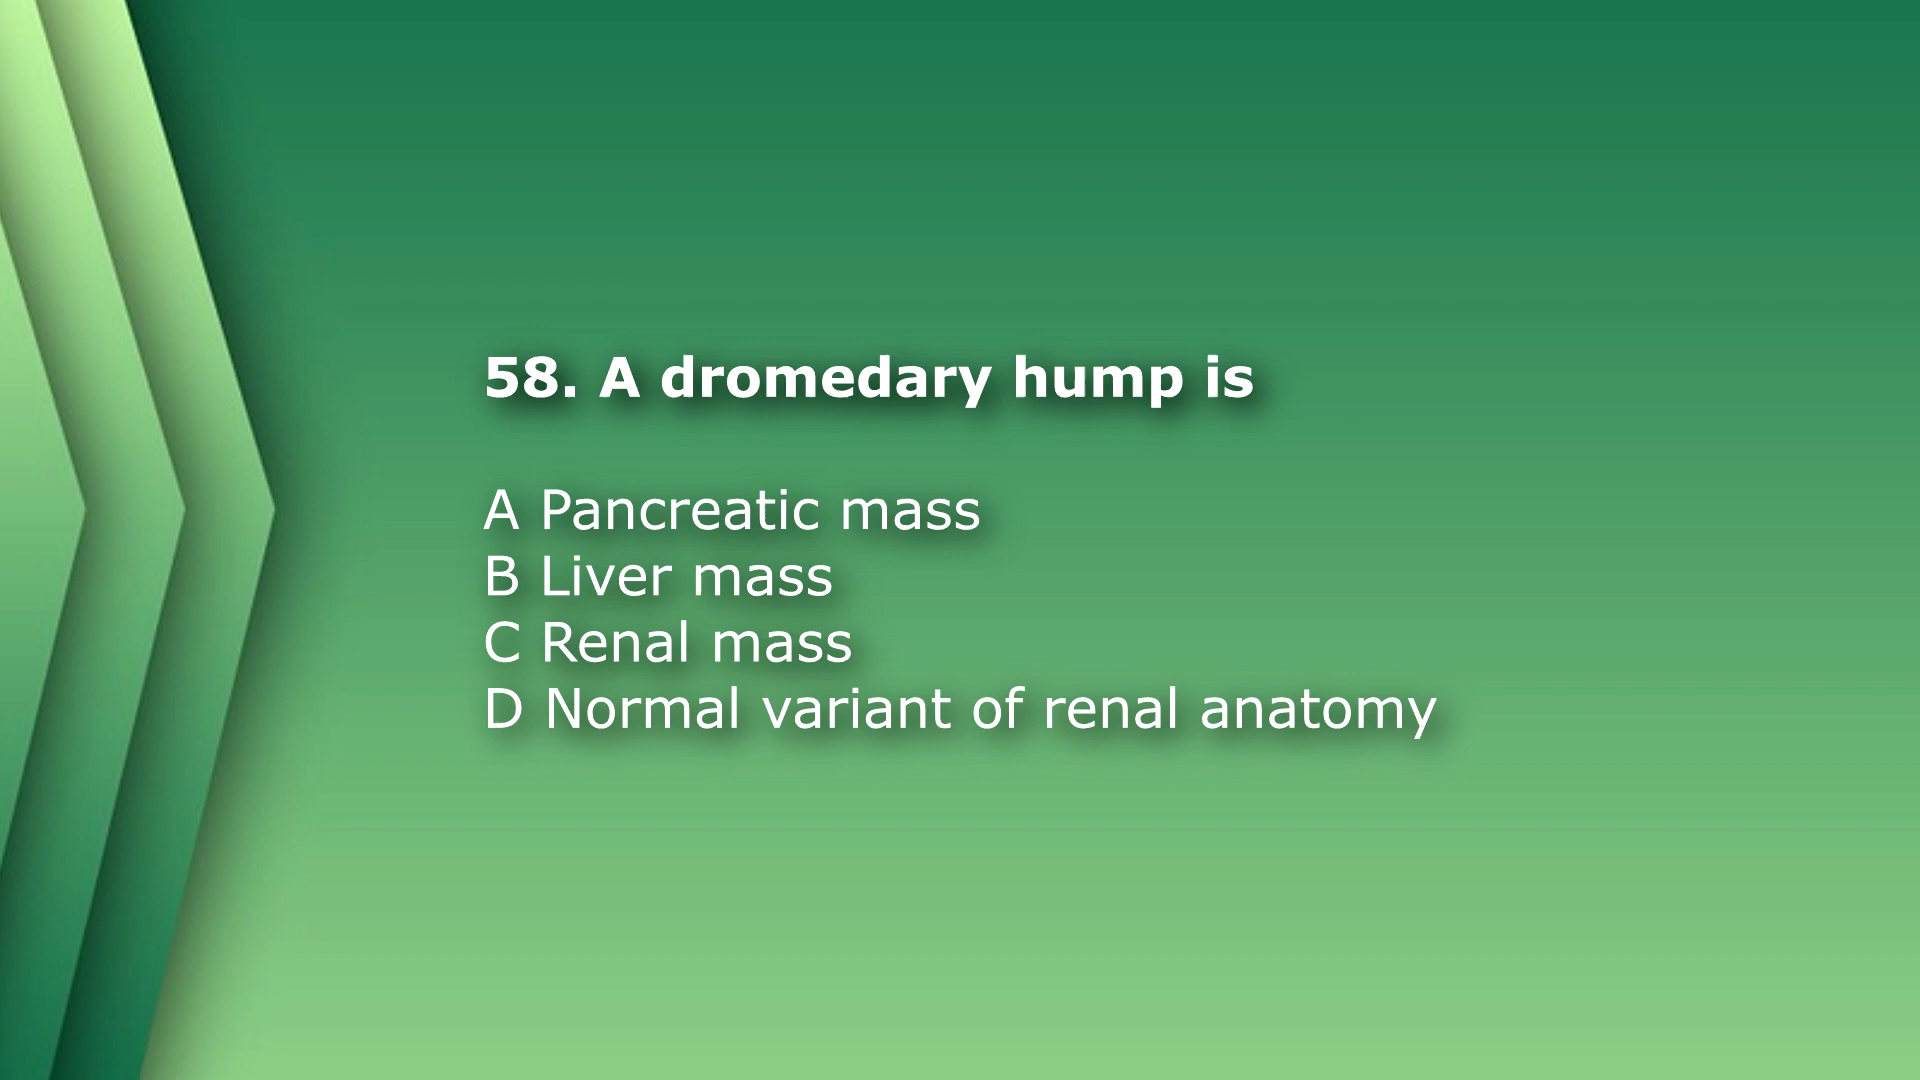 58. A dromedary hump is
A Pancreatic mass
B Liver mass
C Renal mass
D Normal variant of renal anatomy